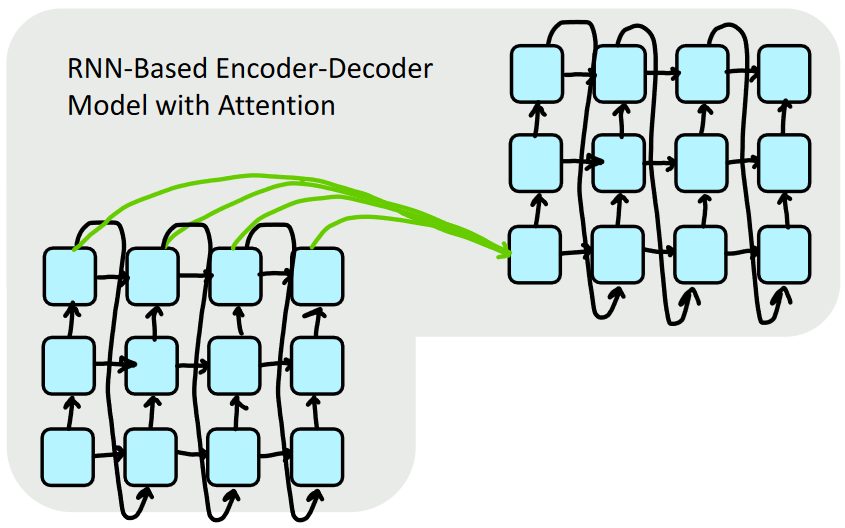 RNN-Based Encoder-Decoder
Model with Attention